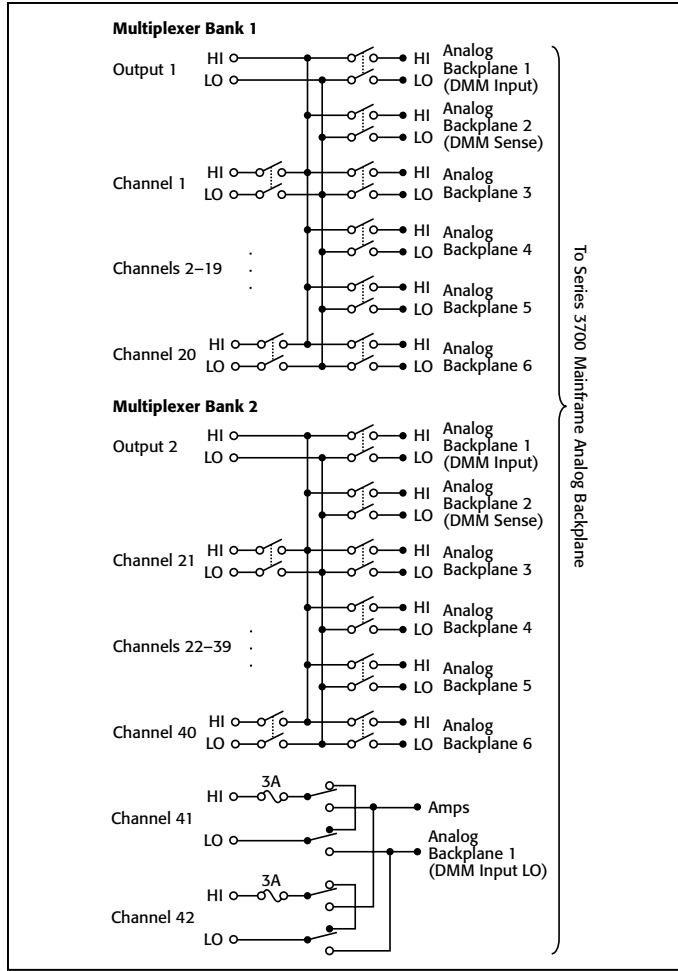 Multiplexer Bank 1
Output 1
HI
LO
HI
LO
Analog
Backplane 1
(DMM Input)
HI
LO
Analog
Backplane 2
(DMM Sense)
Channel 1
HI
LO
HI
LO
Analog
Backplane 3
HI
LO
Analog
Backplane 4
Channels 2–19
HI
LO
Analog
Backplane 5
Channel 20
HI
LO
HI
LO
Analog
Backplane 6
Multiplexer Bank 2
Output 2
HI
LO
HI
LO
Analog
Backplane 1
(DMM Input)
HI
LO
Analog
Backplane 2
(DMM Sense)
Channel 21
HI
LO
HI
LO
Analog
Backplane 3
HI
LO
Analog
Backplane 4
Channels 22–39
HI
LO
Analog
Backplane 5
Channel 40
HI
LO
HI
LO
Analog
Backplane 6
Channel 41
HI
3A
LO
Amps
Analog
Backplane 1
(DMM Input LO)
Channel 42
HI
3A
LO
To Series 3700 Mainframe Analog Backplane